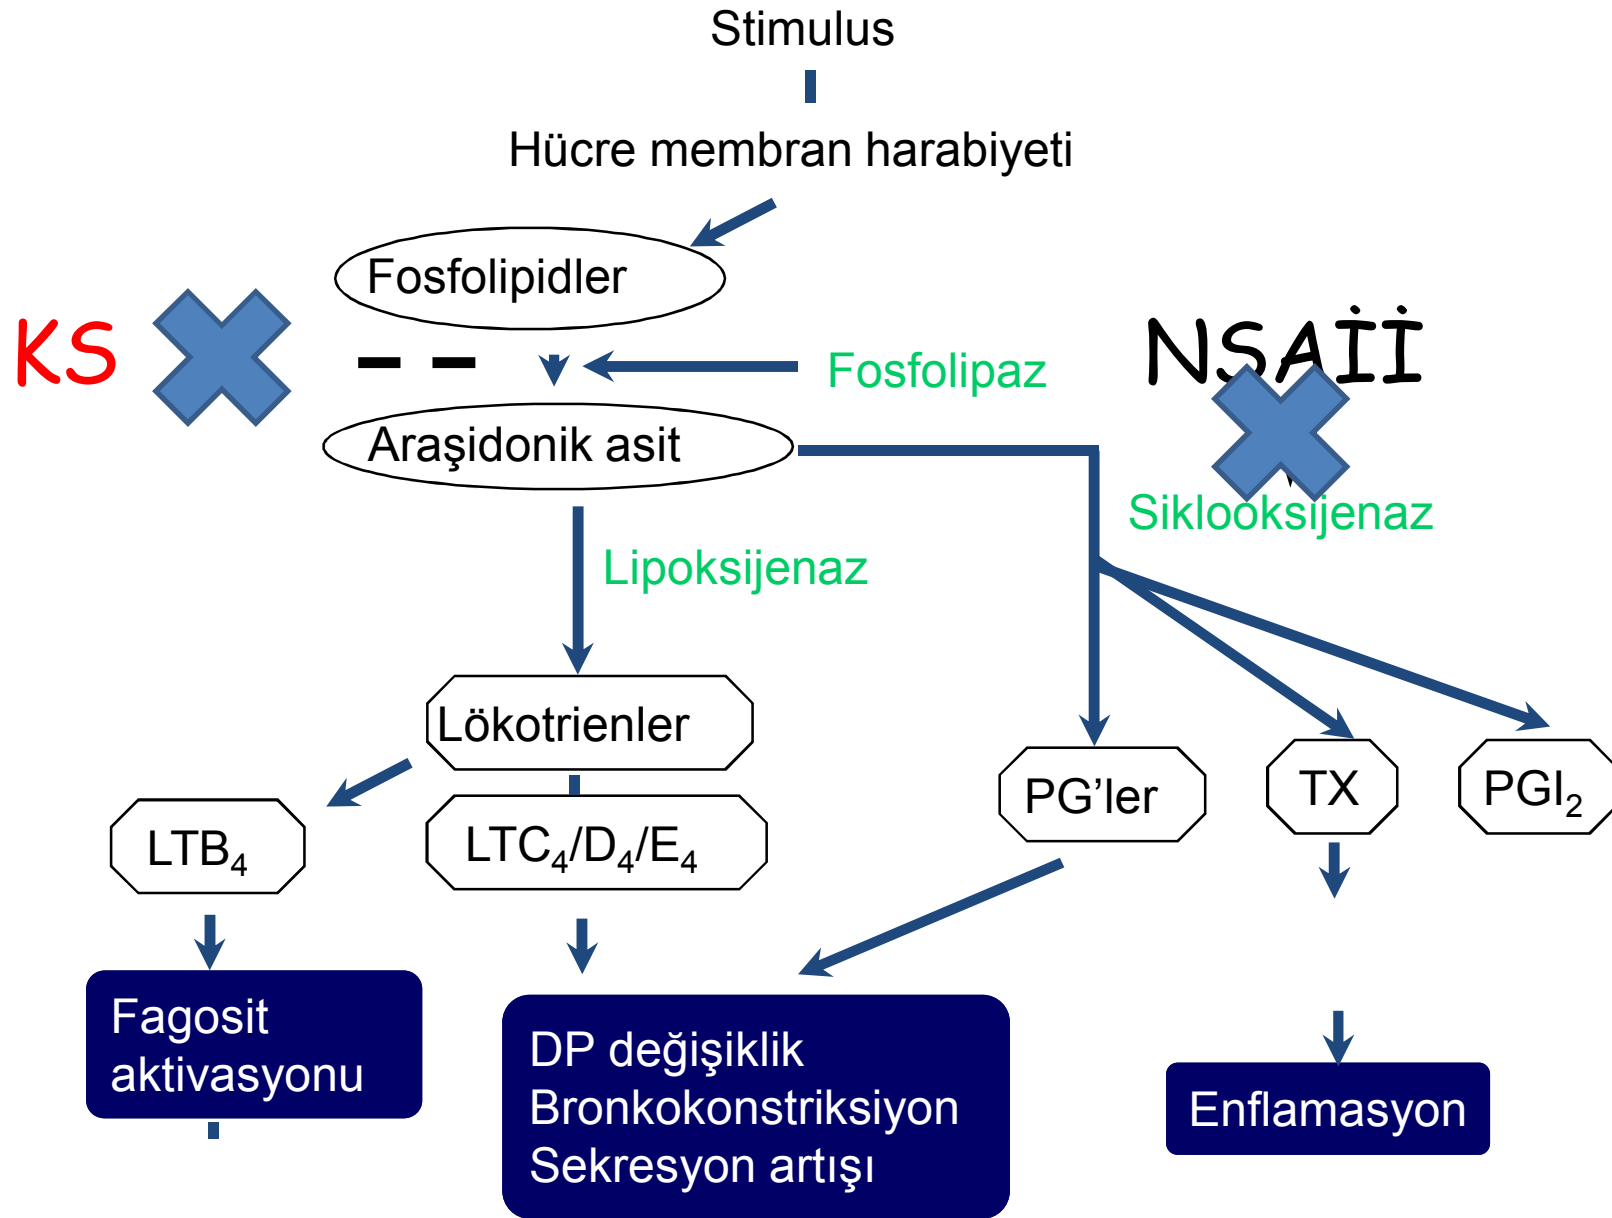 Stimulus
Hücre membran harabiyeti
Fosfolipidler
KS
Fosfolipaz
NSAİİ
Araşidonik asit
Siklooksijenaz
Lipoksijenaz
Lökotrienler
PG’ler
TX
PGI₂
LTB₄
LTC₄/D₄/E₄
Fagosit
aktivasyonu
DP değişiklik
Bronkokonstriksiyon
Sekresyon artışı
Enflamasyon